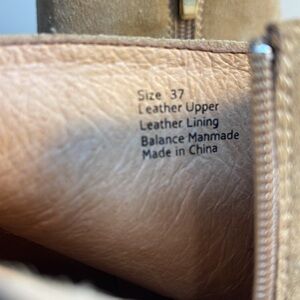 Size 37
Leather Upper
Leather Lining
Balance Manmade
Made in China